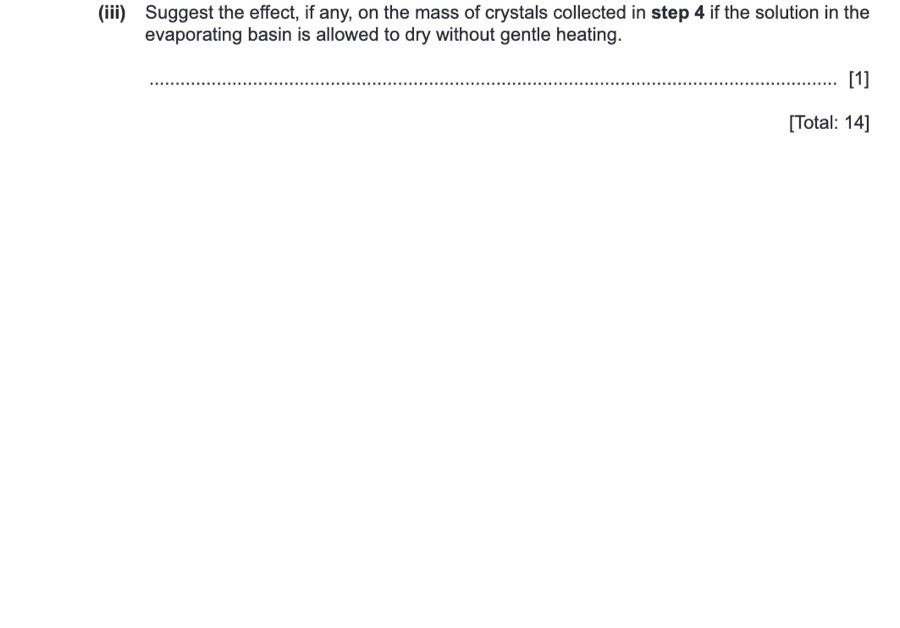 (iii) Suggest the effect, if any, on the mass of crystals collected in step 4 if the solution in the
evaporating basin is allowed to dry without gentle heating.
...................................................................................................................................................... [1]
[Total: 14]